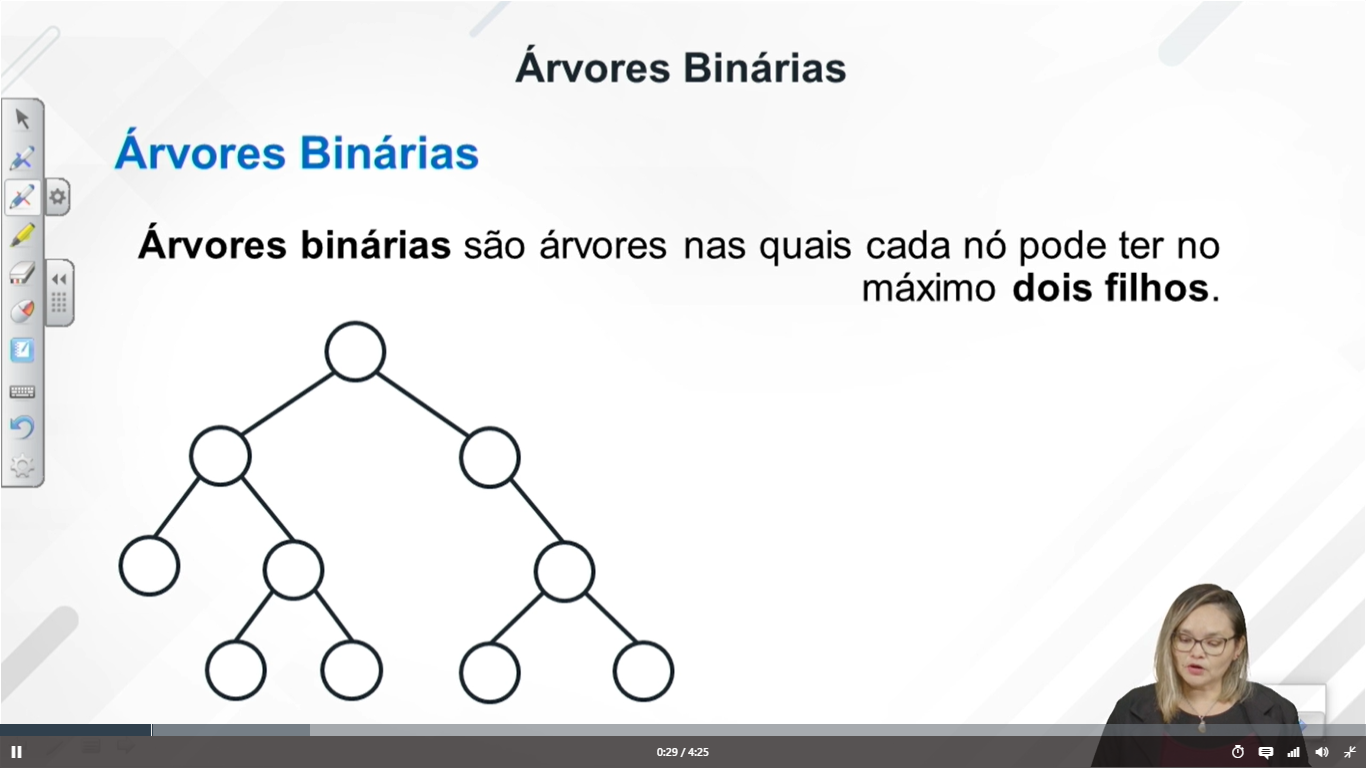 Árvores Binárias
Árvores Binárias
Árvores binárias são árvores nas quais cada nó pode ter no
máximo dois filhos.
0:29 / 4:25